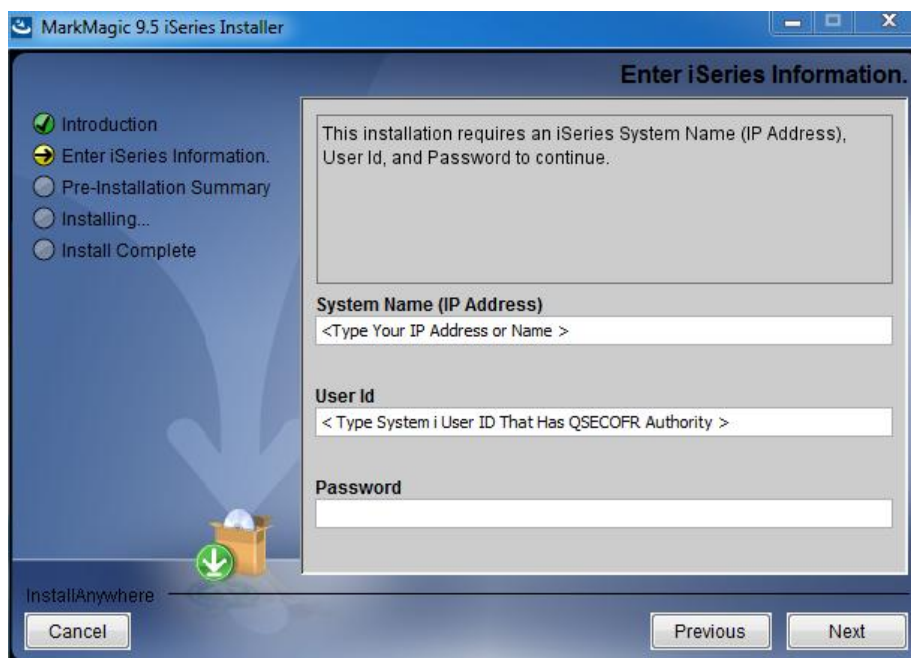 MarkMagic 9.5 iSeries Installer
Enter iSeries Information.
Introduction
Enter iSeries Information.
Pre-Installation Summary
Installing...
Install Complete
This installation requires an iSeries System Name (IP Address),
User Id, and Password to continue.
System Name (IP Address)
<Type Your IP Address or Name >
User Id
< Type System i User ID That Has QSECOFR Authority >
Password
InstallAnywhere
Cancel
Previous
Next